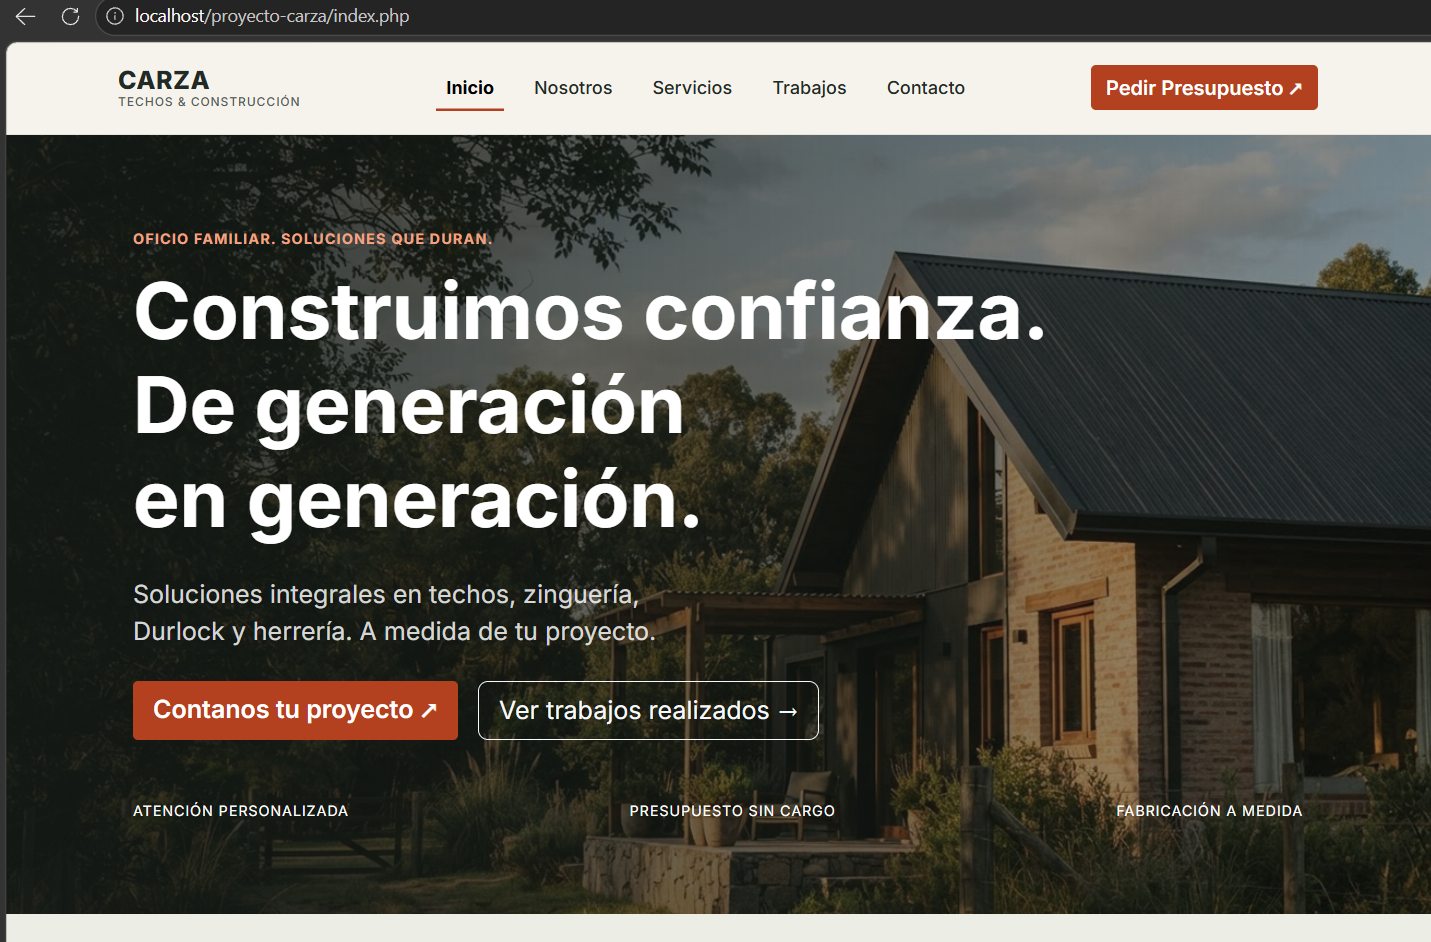 localhost/proyecto-carza/index.php
CARZA
TECHOS & CONSTRUCCIÓN
Inicio
Nosotros
Servicios
Trabajos
Contacto
Pedir Presupuesto ↗
OFICIO FAMILIAR. SOLUCIONES QUE DURAN.
Construimos confianza.
De generación
en generación.
Soluciones integrales en techos, zinguería,
Durlock y herrería. A medida de tu proyecto.
Contanos tu proyecto ↗
Ver trabajos realizados →
ATENCIÓN PERSONALIZADA
PRESUPUESTO SIN CARGO
FABRICACIÓN A MEDIDA